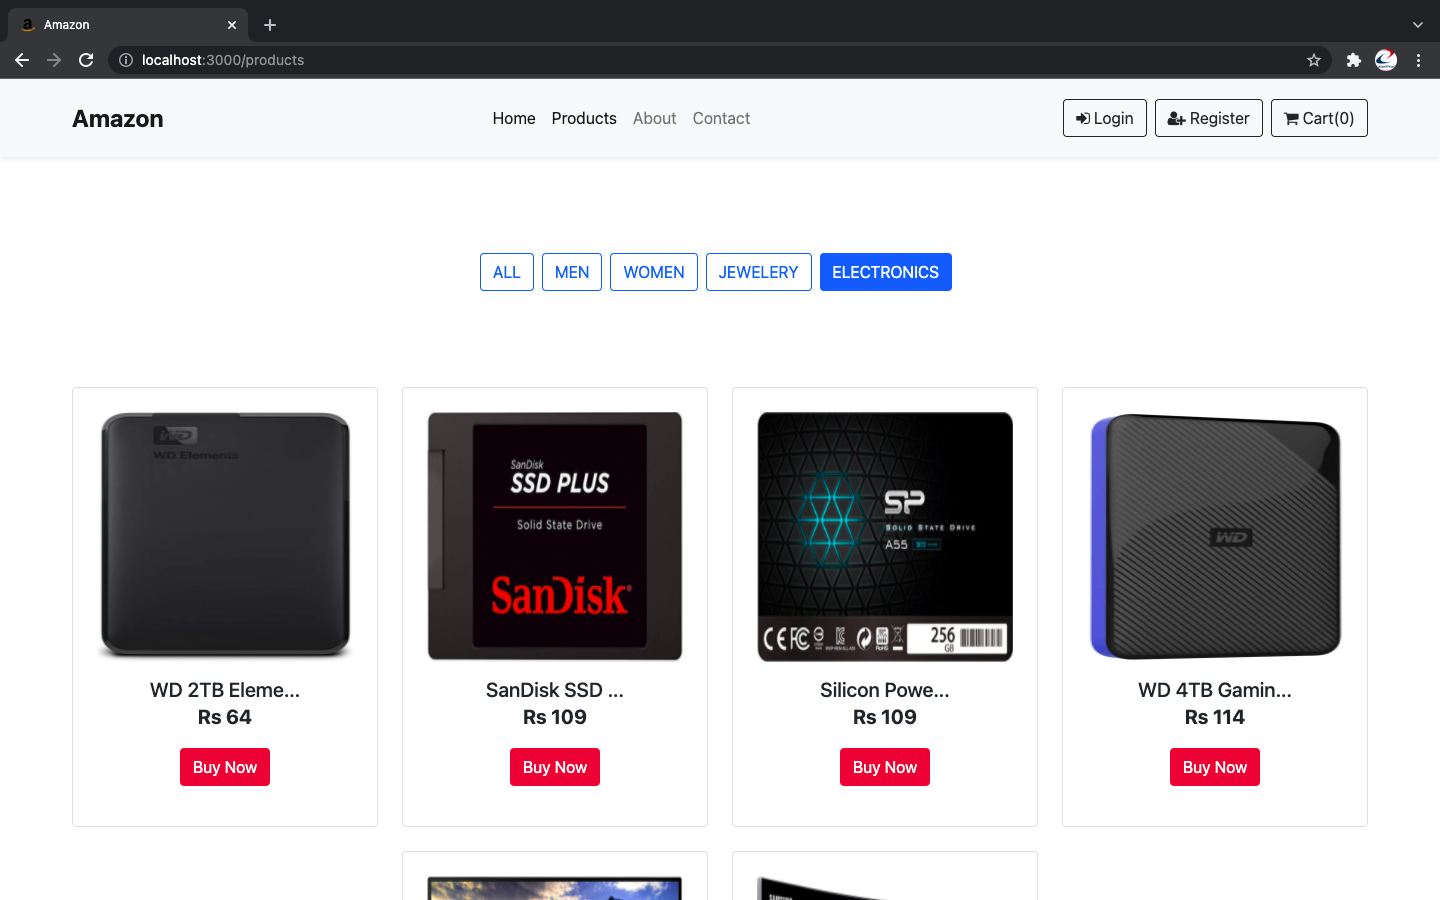 Amazon
localhost:3000/products
Amazon
Home Products About Contact
Login Register Cart(0)
ALL MEN WOMEN JEWELERY ELECTRONICS
WD
WD Elements
SanDisk
SSD PLUS
Solid State Drive
SanDisk
SP
SOLID STATE DRIVE
A55
256
GB
WD
WD 2TB Eleme...
Rs 64
Buy Now
SanDisk SSD ...
Rs 109
Buy Now
Silicon Powe...
Rs 109
Buy Now
WD 4TB Gamin...
Rs 114
Buy Now
SAMSUNG